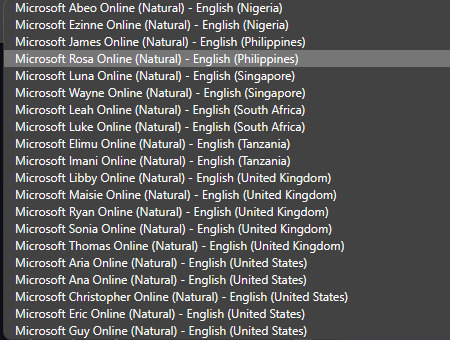 Microsoft Abeo Online (Natural) - English (Nigeria)
Microsoft Ezinne Online (Natural) - English (Nigeria)
Microsoft James Online (Natural) - English (Philippines)
Microsoft Rosa Online (Natural) - English (Philippines)
Microsoft Luna Online (Natural) - English (Singapore)
Microsoft Wayne Online (Natural) - English (Singapore)
Microsoft Leah Online (Natural) - English (South Africa)
Microsoft Luke Online (Natural) - English (South Africa)
Microsoft Elimu Online (Natural) - English (Tanzania)
Microsoft Imani Online (Natural) - English (Tanzania)
Microsoft Libby Online (Natural) - English (United Kingdom)
Microsoft Maisie Online (Natural) - English (United Kingdom)
Microsoft Ryan Online (Natural) - English (United Kingdom)
Microsoft Sonia Online (Natural) - English (United Kingdom)
Microsoft Thomas Online (Natural) - English (United Kingdom)
Microsoft Aria Online (Natural) - English (United States)
Microsoft Ana Online (Natural) - English (United States)
Microsoft Christopher Online (Natural) - English (United States)
Microsoft Eric Online (Natural) - English (United States)
Microsoft Guy Online (Natural) - English (United States)